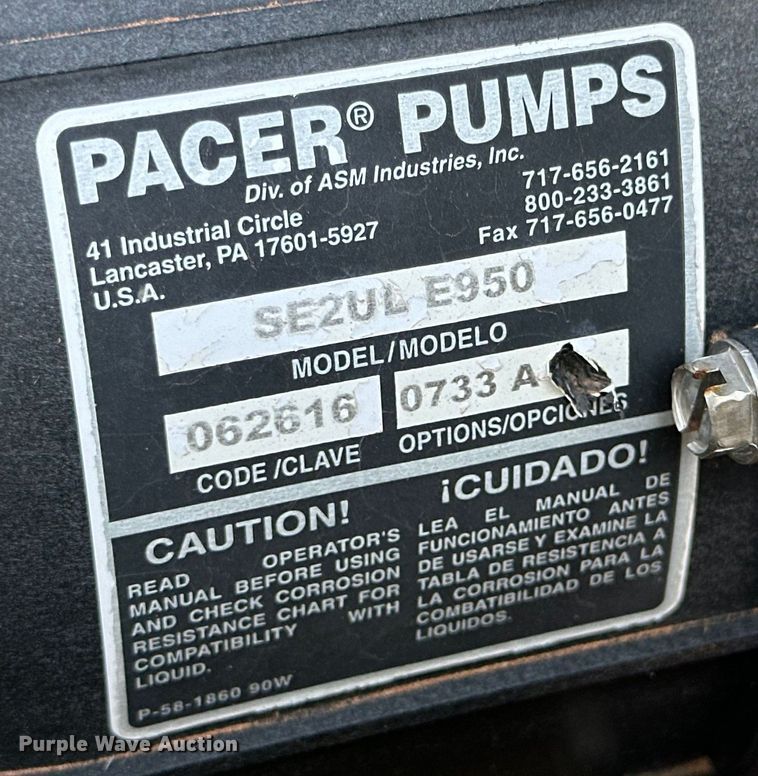 PACER® PUMPS
Div. of ASM Industries, Inc.
41 Industrial Circle
Lancaster, PA 17601-5927
U.S.A.
717-656-2161
800-233-3861
Fax 717-656-0477
SE2UL E950
MODEL/MODELO
062616
CODE/CLAVE
0733 A
OPTIONS/OPCIONES
CAUTION!
READ OPERATOR'S
MANUAL BEFORE USING
AND CHECK CORROSION
RESISTANCE CHART FOR
COMPATIBILITY WITH
LIQUID.
P-58-1860 90W
¡CUIDADO!
LEA EL MANUAL DE
FUNCIONAMIENTO ANTES
DE USARSE Y EXAMINE LA
TABLA DE RESISTENCIA A
LA CORROSION PARA LA
COMBATIBILIDAD DE LOS
LIQUIDOS.
Purple Wave Auction